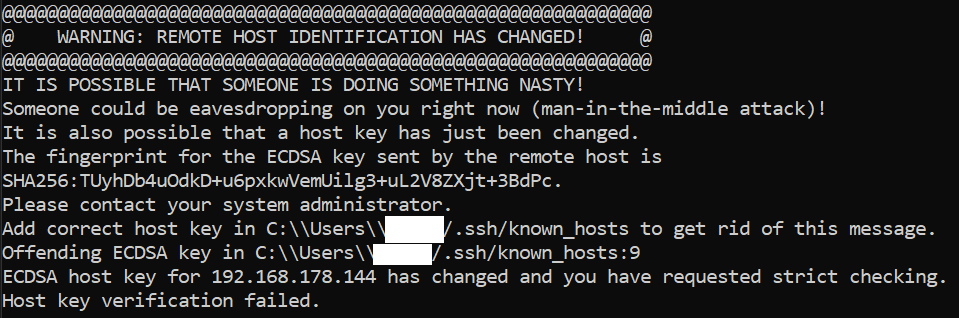 @@@@@@@@@@@@@@@@@@@@@@@@@@@@@@@@@@@@@@@@@@@@@@@@@@@@@@@@@@@
@    WARNING: REMOTE HOST IDENTIFICATION HAS CHANGED!     @
@@@@@@@@@@@@@@@@@@@@@@@@@@@@@@@@@@@@@@@@@@@@@@@@@@@@@@@@@@@
IT IS POSSIBLE THAT SOMEONE IS DOING SOMETHING NASTY!
Someone could be eavesdropping on you right now (man-in-the-middle attack)!
It is also possible that a host key has just been changed.
The fingerprint for the ECDSA key sent by the remote host is
SHA256:TUyhDb4uOdkD+u6pxkwVemUilg3+uL2V8ZXjt+3BdPc.
Please contact your system administrator.
Add correct host key in C:\\Users\\ /.ssh/known_hosts to get rid of this message.
Offending ECDSA key in C:\\Users\\ /.ssh/known_hosts:9
ECDSA host key for 192.168.178.144 has changed and you have requested strict checking.
Host key verification failed.